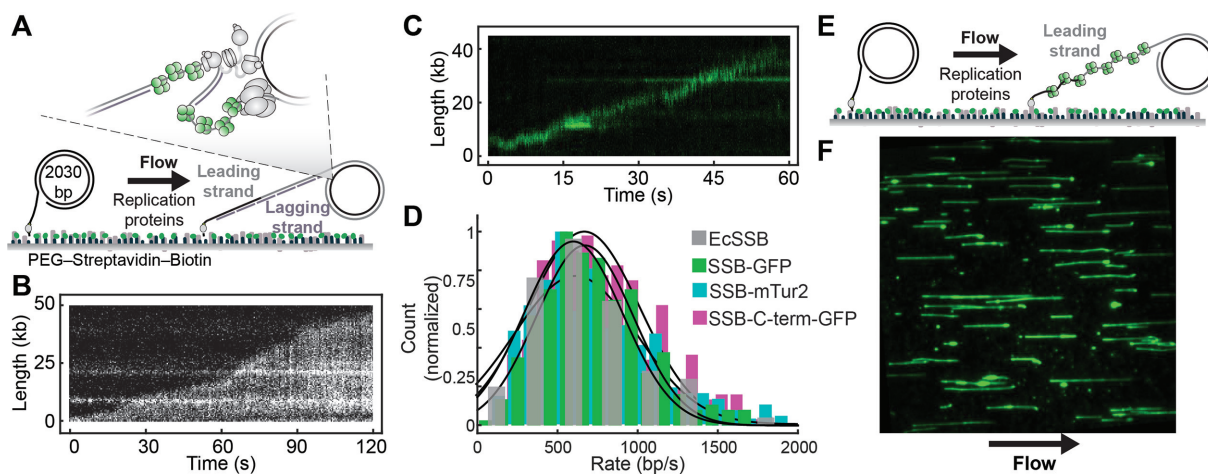 A
2030
bp
Flow
Replication
proteins
Leading
strand
Lagging
strand
PEG–Streptavidin–Biotin
B
Length (kb)
50
25
0
0
30
60
90
120
Time (s)
C
Length (kb)
40
20
0
0
15
30
45
60
Time (s)
D
Count
(normalized)
1
0.75
0.5
0.25
0
500
1000
1500
2000
Rate (bp/s)
EcSSB
SSB-GFP
SSB-mTur2
SSB-C-term-GFP
E
Flow
Replication
proteins
Leading
strand
F
Flow